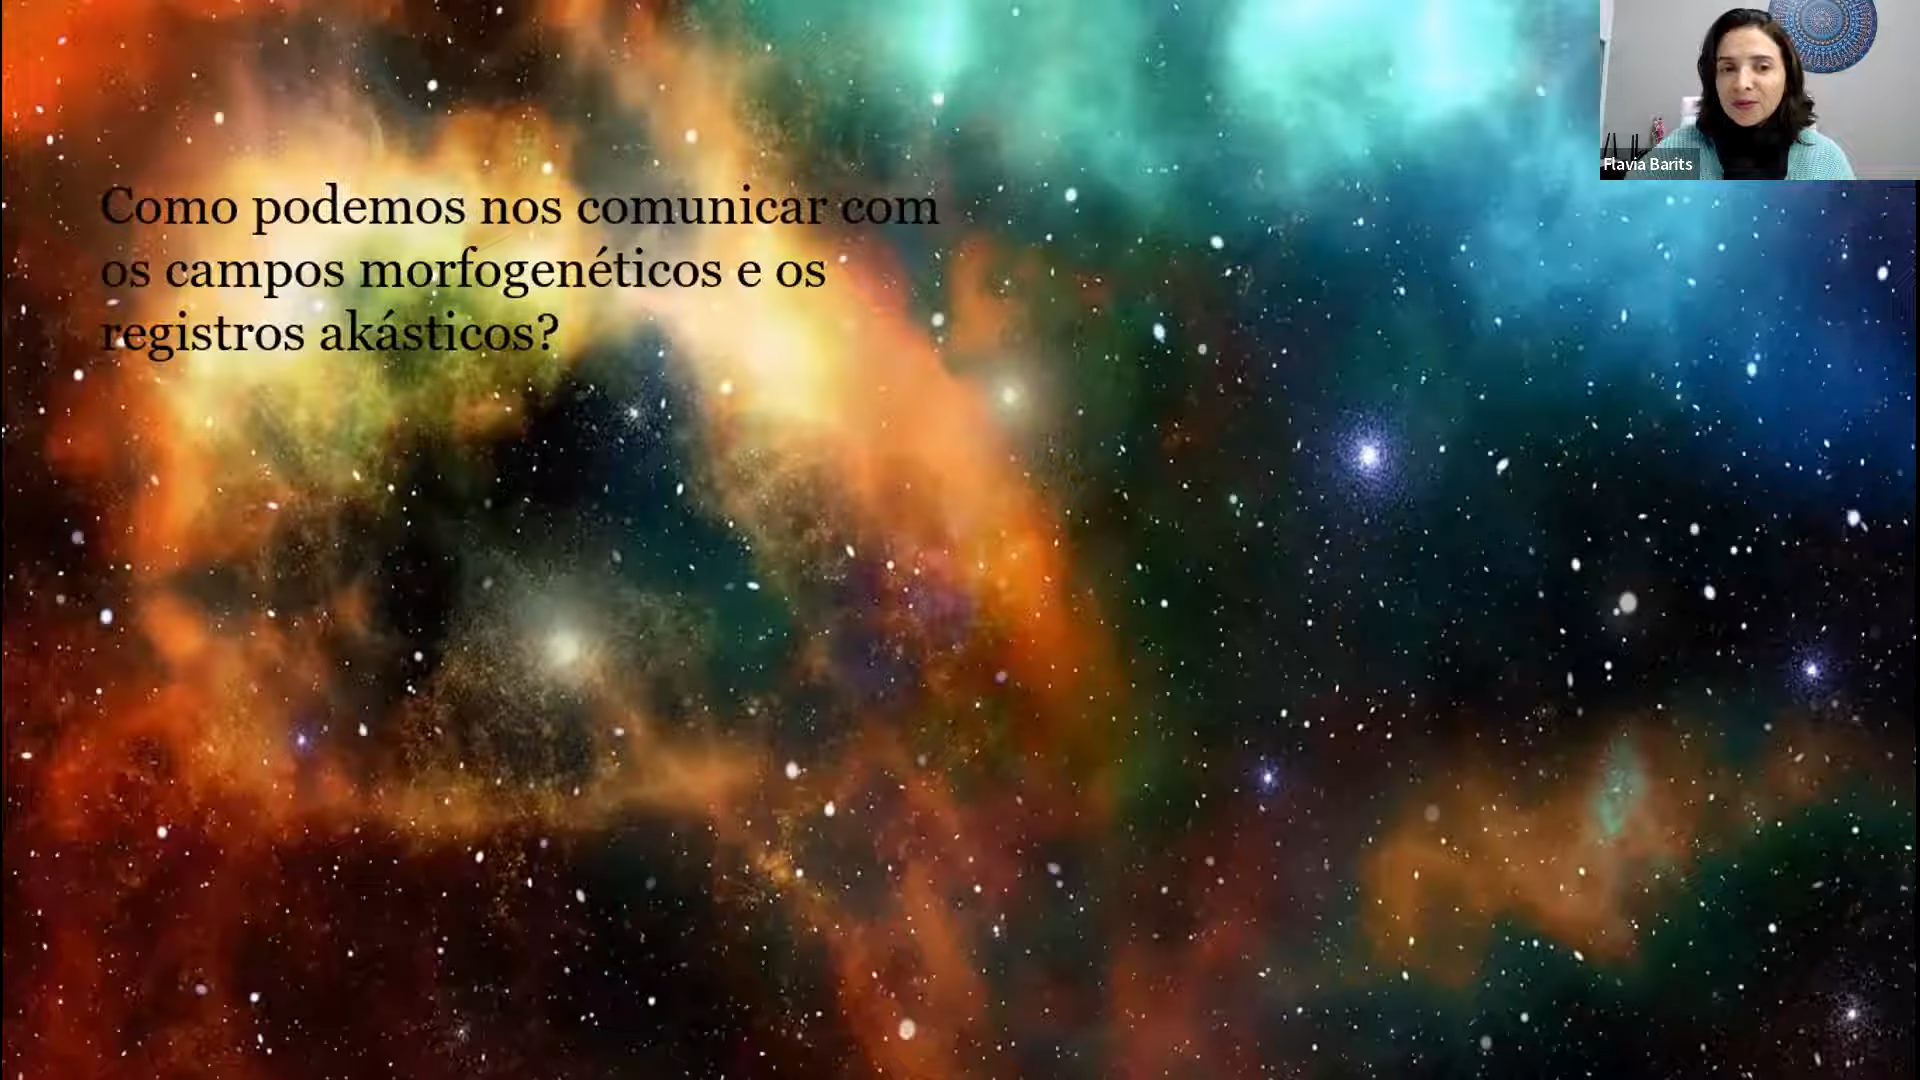 Como podemos nos comunicar com
os campos morfogenéticos e os
registros akásticos?
Flavia Barits